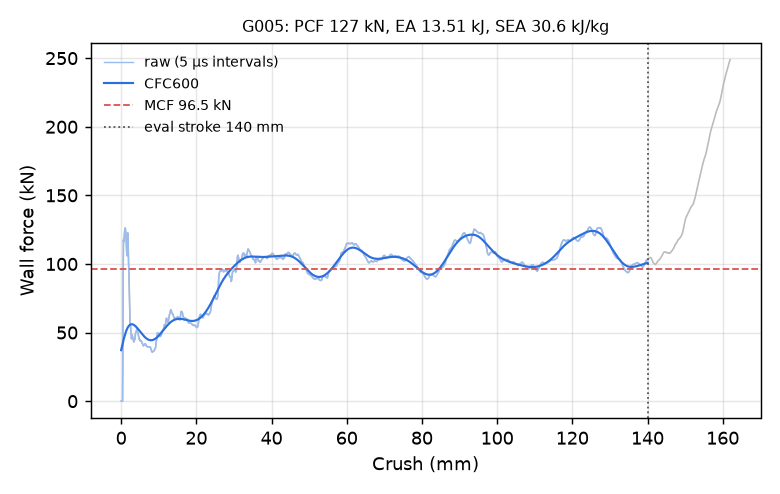 G005: PCF 127 kN, EA 13.51 kJ, SEA 30.6 kJ/kg
raw (5 µs intervals)
CFC600
MCF 96.5 kN
eval stroke 140 mm
Wall force (kN)
250
200
150
100
50
0
0 20 40 60 80 100 120 140 160
Crush (mm)